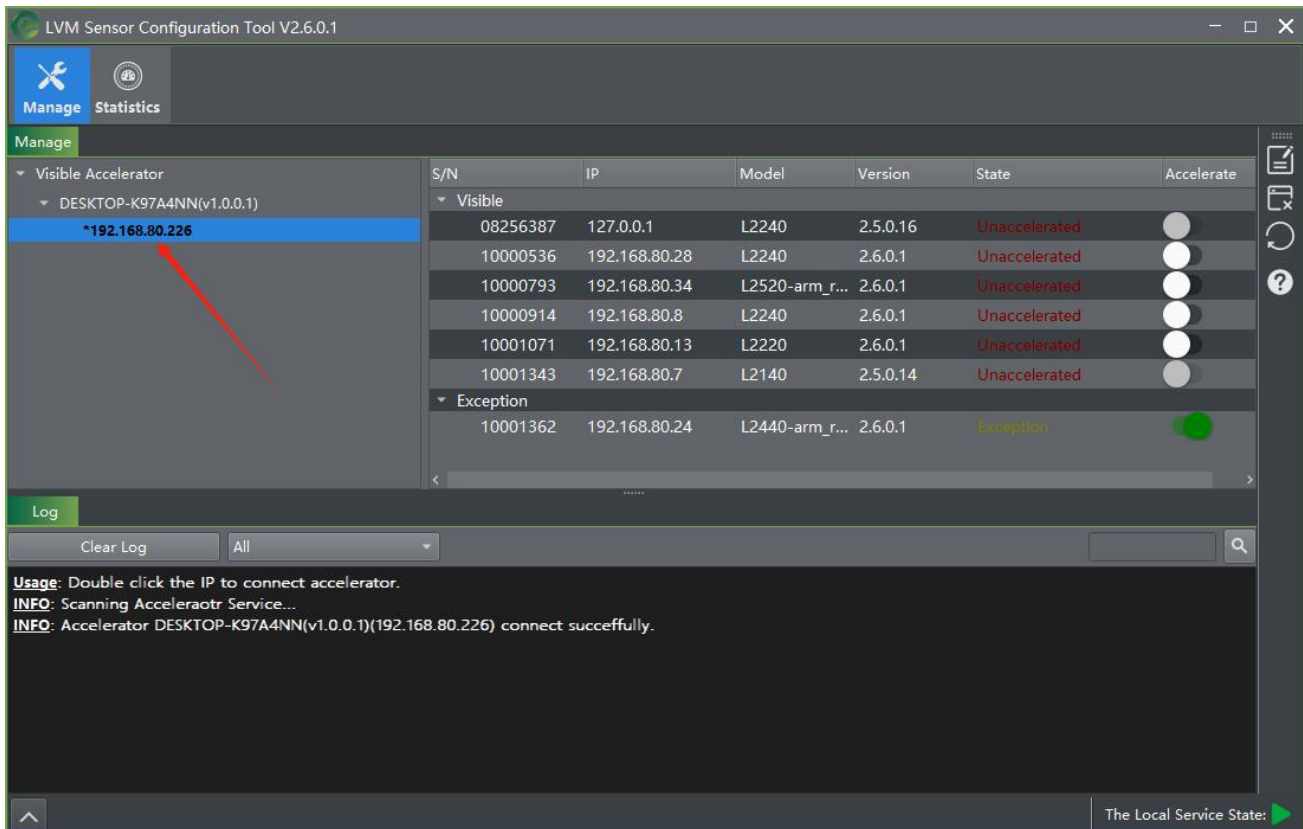 LVM Sensor Configuration Tool V2.6.0.1
Manage Statistics
Manage
Visible Accelerator
DESKTOP-K97A4NN(v1.0.0.1)
*192.168.80.226
S/N IP Model Version State Accelerate
Visible
08256387 127.0.0.1 L2240 2.5.0.16 Unaccelerated
10000536 192.168.80.28 L2240 2.6.0.1 Unaccelerated
10000793 192.168.80.34 L2520-arm_r... 2.6.0.1 Unaccelerated
10000914 192.168.80.8 L2240 2.6.0.1 Unaccelerated
10001071 192.168.80.13 L2220 2.6.0.1 Unaccelerated
10001343 192.168.80.7 L2140 2.5.0.14 Unaccelerated
Exception
10001362 192.168.80.24 L2440-arm_r... 2.6.0.1 Exception
Log
Clear Log All
Usage: Double click the IP to connect accelerator.
INFO: Scanning Acceleraotr Service...
INFO: Accelerator DESKTOP-K97A4NN(v1.0.0.1)(192.168.80.226) connect succeffully.
The Local Service State: